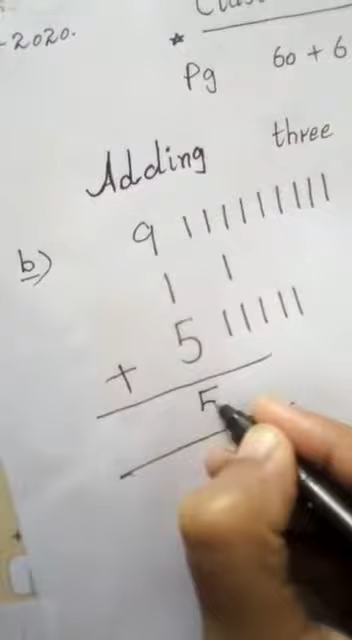 -2020.
Pg 60 + 6
Adding three
b) 9 |||||||||
1 |
+ 5 |||||
5